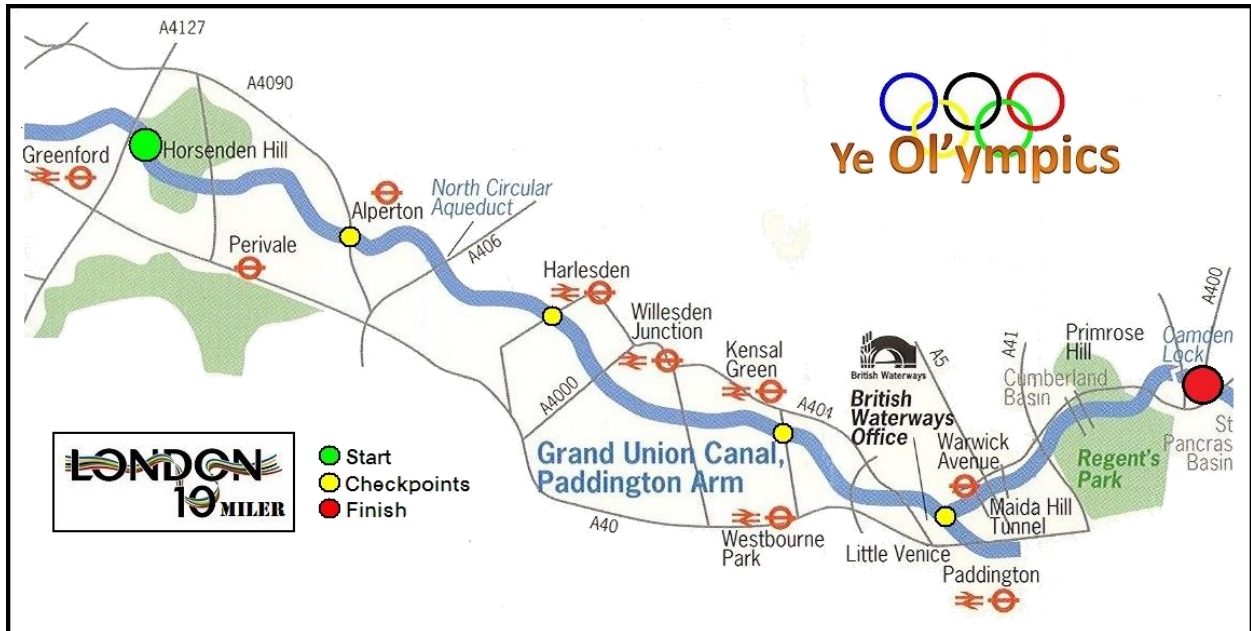 A4127
A4090
Greenford
Horsenden Hill
Perivale
Alperton
North Circular
Aqueduct
A406
Ye Ol'ympics
Harlesden
Willesden
Junction
A4000
Kensal
Green
A404
British Waterways
British
Waterways
Office
A5
A41
Primrose
Hill
Camden
Lock
A400
Cumberland
Basin
St
Pancras
Basin
Regent's
Park
Warwick
Avenue
Maida Hill
Tunnel
Grand Union Canal,
Paddington Arm
A40
Westbourne
Park
Little Venice
Paddington
LONDON
10 MILER
Start
Checkpoints
Finish